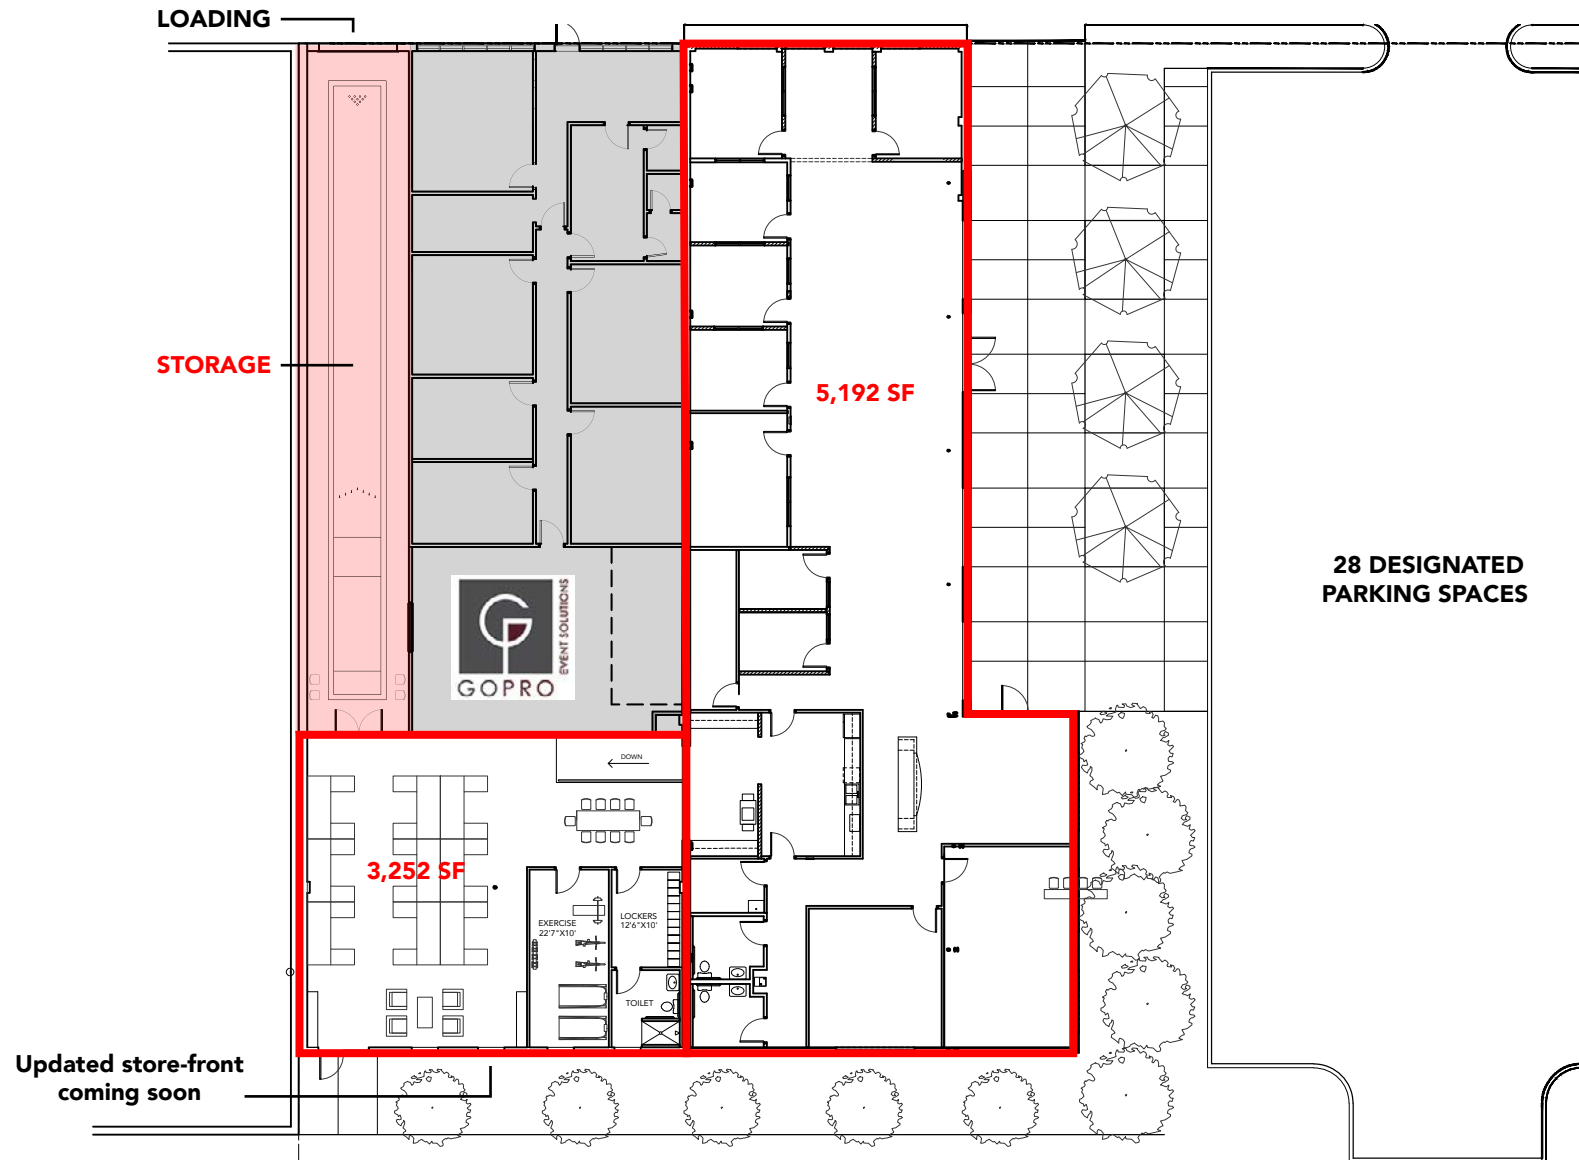 LOADING
STORAGE
5,192 SF
28 DESIGNATED
PARKING SPACES
GOPRO
EVENT SOLUTIONS
DOWN
3,252 SF
EXERCISE
22'7"X10'
LOCKERS
12'6"X10'
TOILET
Updated store-front
coming soon